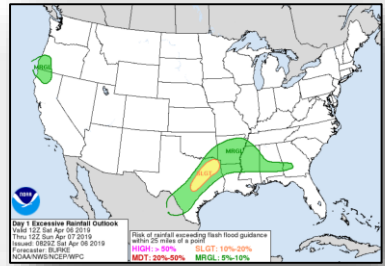 MRGL
MRGL
SLGT
NOAA
Day 1 Excessive Rainfall Outlook
Valid 12Z Sat Apr 06 2019
Thru 12Z Sun Apr 07 2019
Issued: 0829Z Sat Apr 06 2019
Forecaster: BURKE
NOAA/NWS/NCEP/WPC
Risk of rainfall exceeding flash flood guidance
within 25 miles of a point
HIGH: > 50% SLGT: 10%-20%
MDT: 20%-50% MRGL: 5%-10%